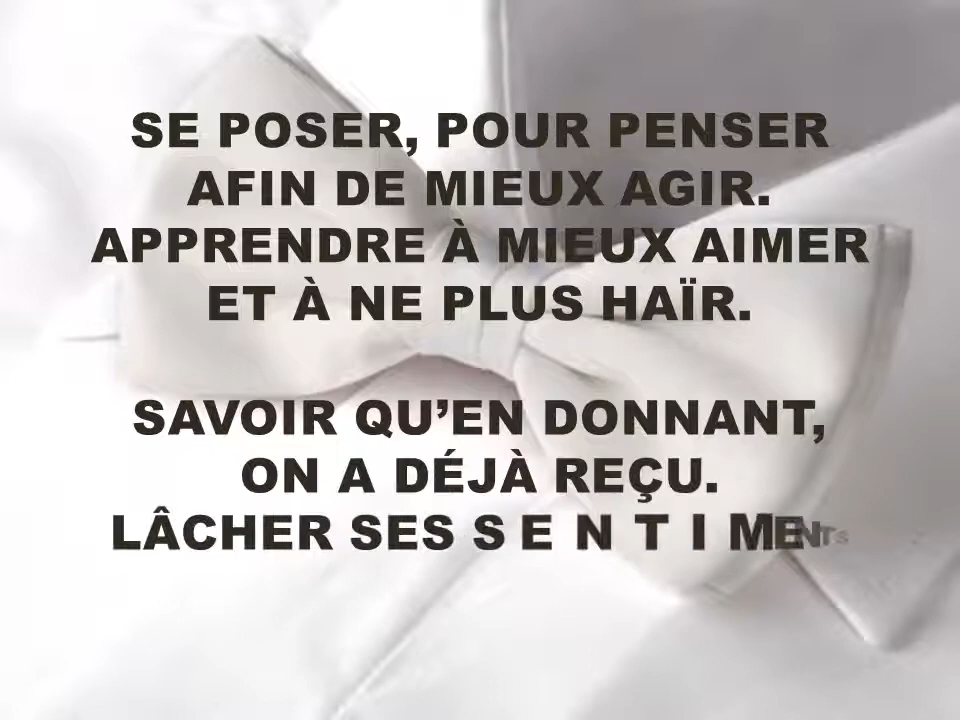 SE POSER, POUR PENSER
AFIN DE MIEUX AGIR.
APPRENDRE À MIEUX AIMER
ET À NE PLUS HAÏR.
SAVOIR QU’EN DONNANT,
ON A DÉJÀ REÇU.
LÂCHER SES SENTIMENTS